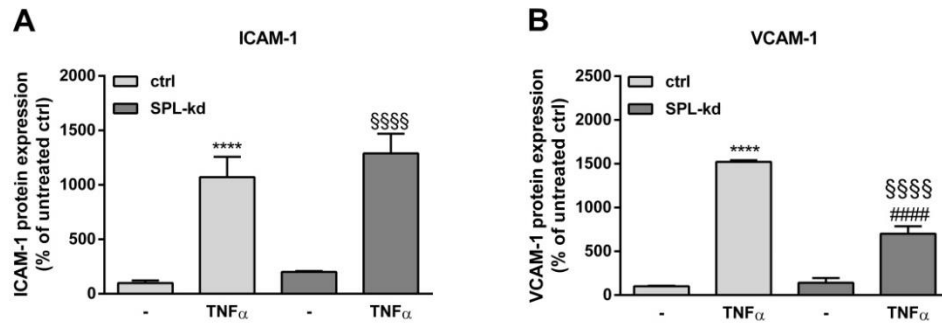 A
ICAM-1
ICAM-1 protein expression
(% of untreated ctrl)
2000
1500
1000
500
0
ctrl
SPL-kd
****
§§§§
- TNFα - TNFα
B
VCAM-1
VCAM-1 protein expression
(% of untreated ctrl)
2500
2000
1500
1000
500
0
ctrl
SPL-kd
****
§§§§
####
- TNFα - TNFα